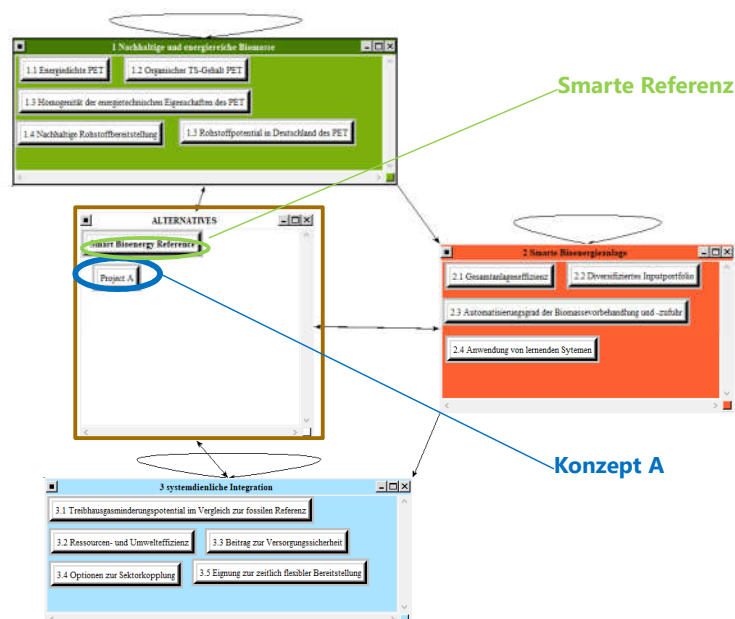 1 Nachhaltige und energiereiche Biomasse
1.1 Energiedichte PET
1.2 Organischer TS-Gehalt PET
1.3 Homogenität der energietechnischen Eigenschaften des PET
1.4 Nachhaltige Rohstoffbereitstellung
1.5 Rohstoffpotential in Deutschland des PET
Smarte Referenz
ALTERNATIVES
Smart Bioenergy Reference
Project A
2 Smarte Bioenergieanlage
2.1 Gesamtanlageneffizienz
2.2 Diversifiziertes Inputportfolio
2.3 Automatisierungsgrad der Biomassevorbehandlung und -zufuhr
2.4 Anwendung von lernenden Sytemen
Konzept A
3 systemdienliche Integration
3.1 Treibhausgasminderungspotential im Vergleich zur fossilen Referenz
3.2 Ressourcen- und Umwelteffizienz
3.3 Beitrag zur Versorgungssicherheit
3.4 Optionen zur Sektorkopplung
3.5 Eignung zur zeitlich flexibler Bereitstellung